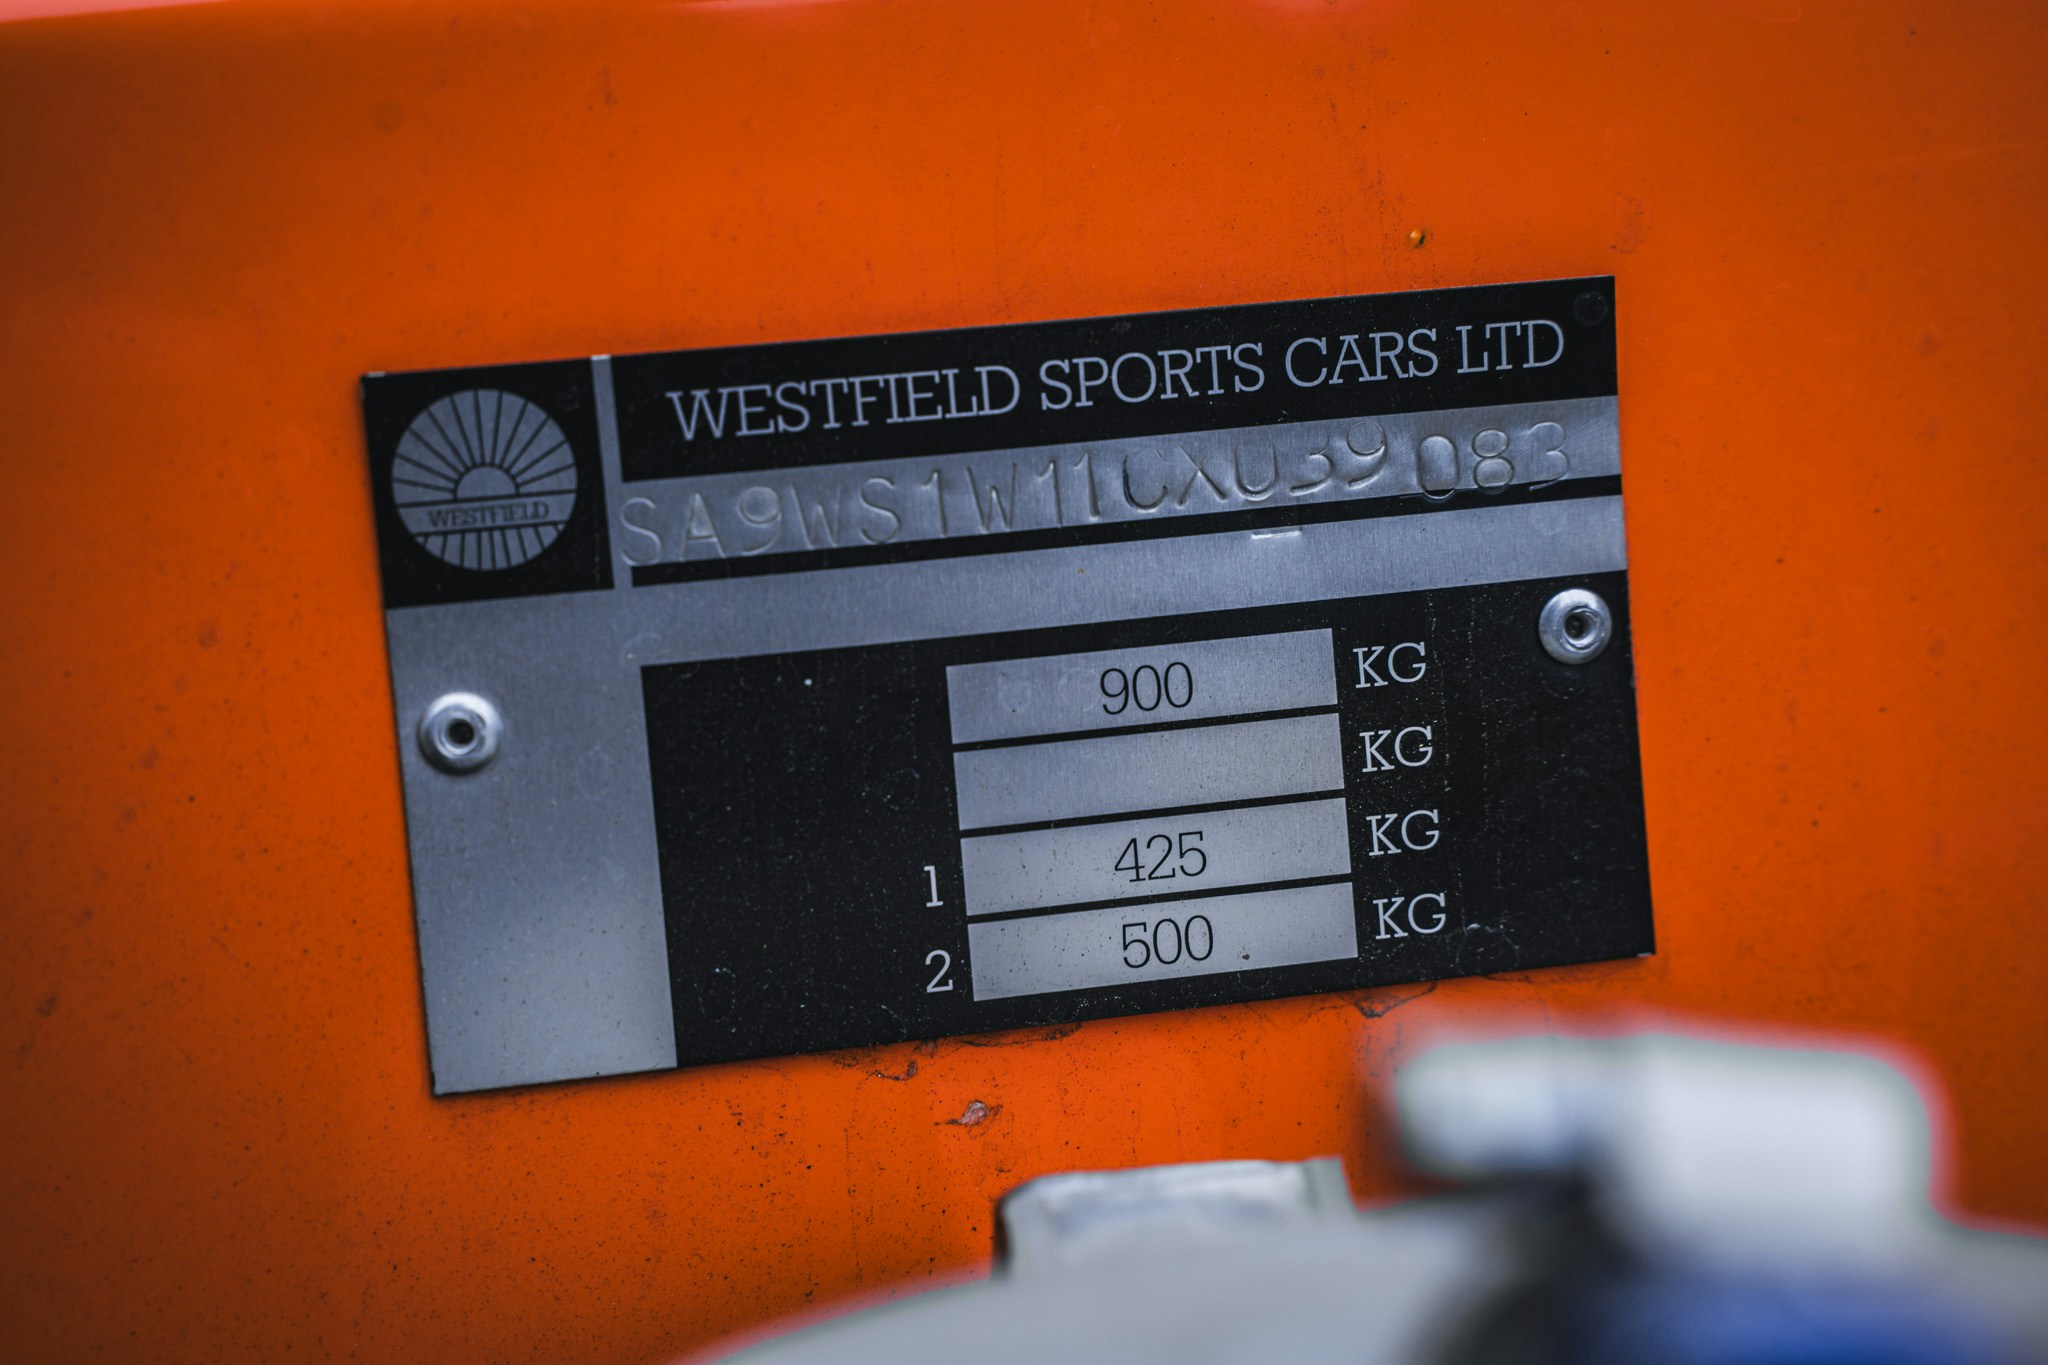 WESTFIELD SPORTS CARS LTD
WESTFIELD
SA9WS1W11CX039083
900 KG
KG
1 425 KG
2 500 KG